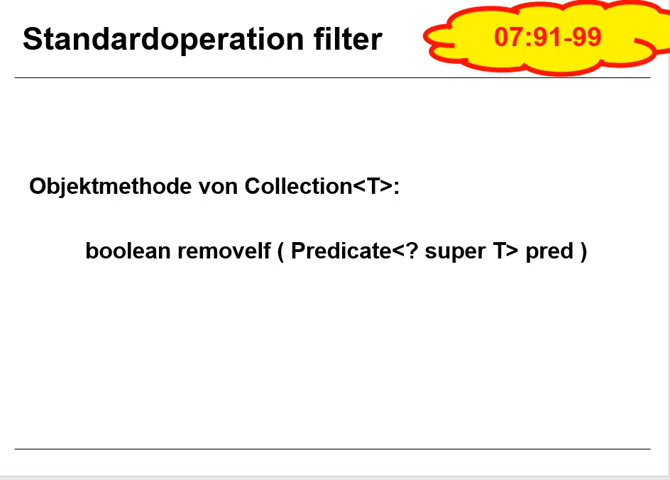 Standardoperation filter
07:91-99
Objektmethode von Collection<T>:
boolean removeIf ( Predicate<? super T> pred )